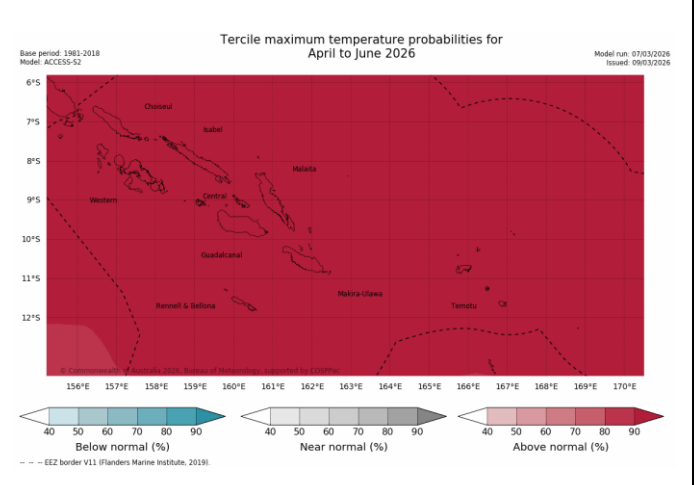 Tercile maximum temperature probabilities for
April to June 2026
Base period: 1981-2018
Model: ACCESS-S2
Model run: 07/03/2026
Issued: 09/03/2026
6°S
7°S
8°S
9°S
10°S
11°S
12°S
Choiseul
Isabel
Malaita
Western
Central
Guadalcanal
Makira-Ulawa
Rennell & Bellona
Temotu
© Commonwealth of Australia 2026, Bureau of Meteorology, supported by COSPPac
156°E 157°E 158°E 159°E 160°E 161°E 162°E 163°E 164°E 165°E 166°E 167°E 168°E 169°E 170°E
40 50 60 70 80 90
Below normal (%)
40 50 60 70 80 90
Near normal (%)
40 50 60 70 80 90
Above normal (%)
-- -- -- EEZ border V11 (Flanders Marine Institute, 2019).